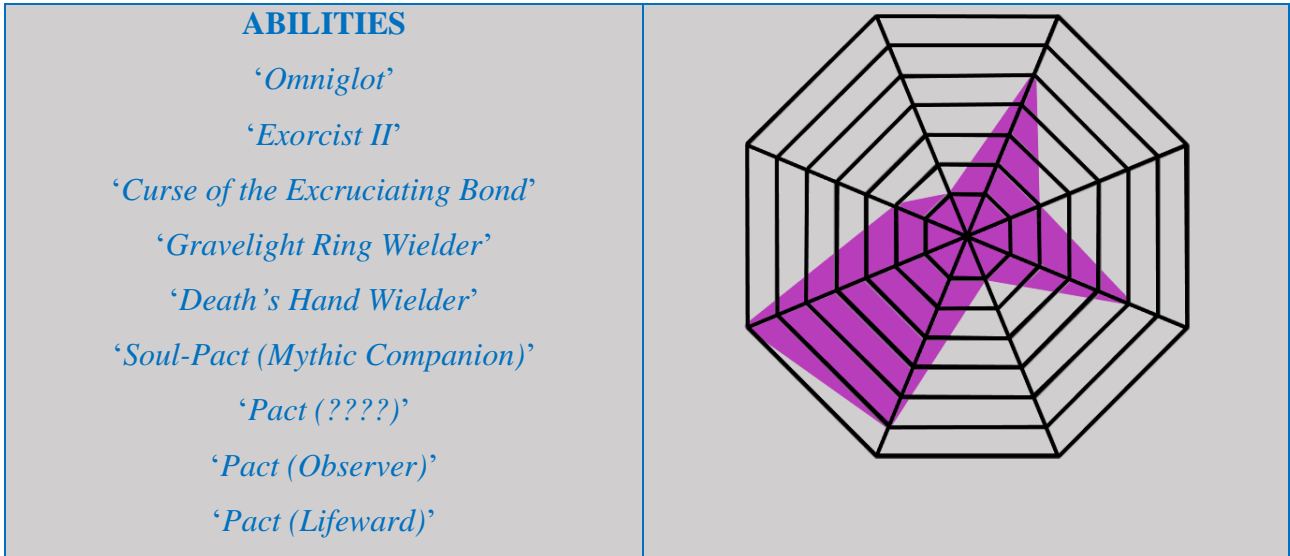 ABILITIES
‘Omniglot’
‘Exorcist II’
‘Curse of the Excruciating Bond’
‘Gravelight Ring Wielder’
‘Death’s Hand Wielder’
‘Soul-Pact (Mythic Companion)’
‘Pact (????)’
‘Pact (Observer)’
‘Pact (Lifeward)’